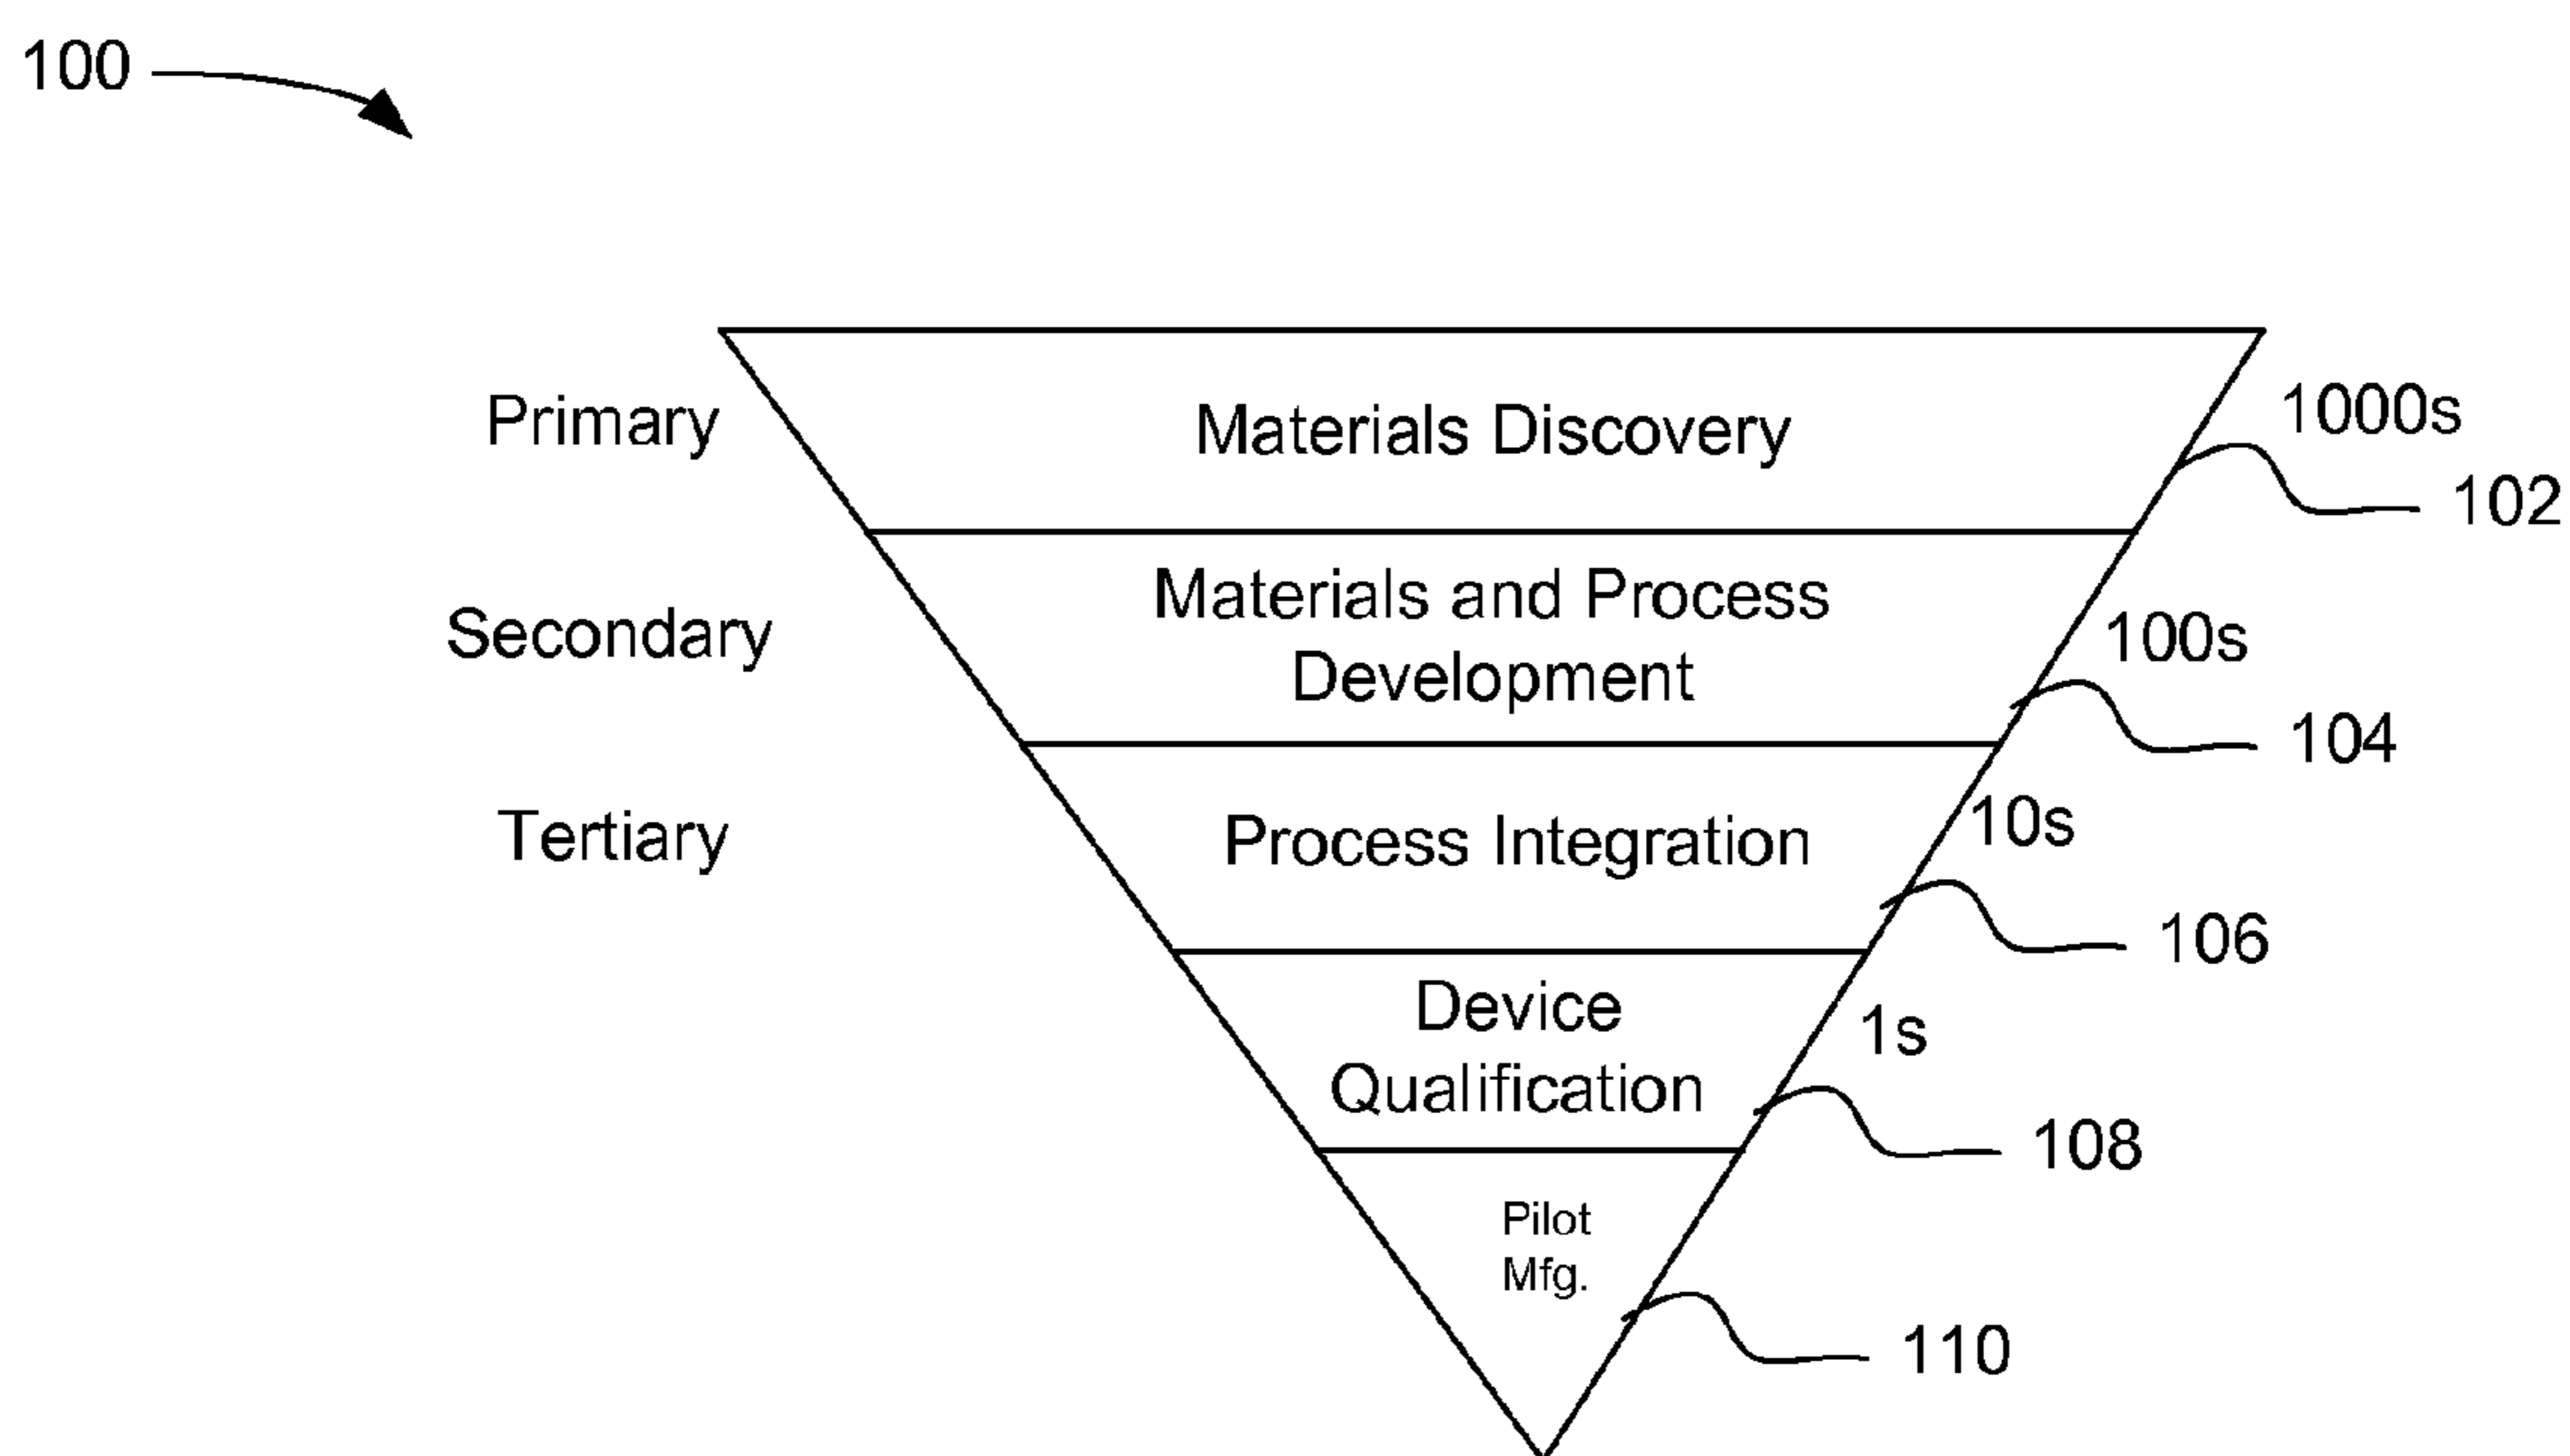 100
Primary
Materials Discovery
1000s
102
Secondary
Materials and Process
Development
100s
104
Tertiary
Process Integration
10s
106
Device
Qualification
1s
108
Pilot
Mfg.
110